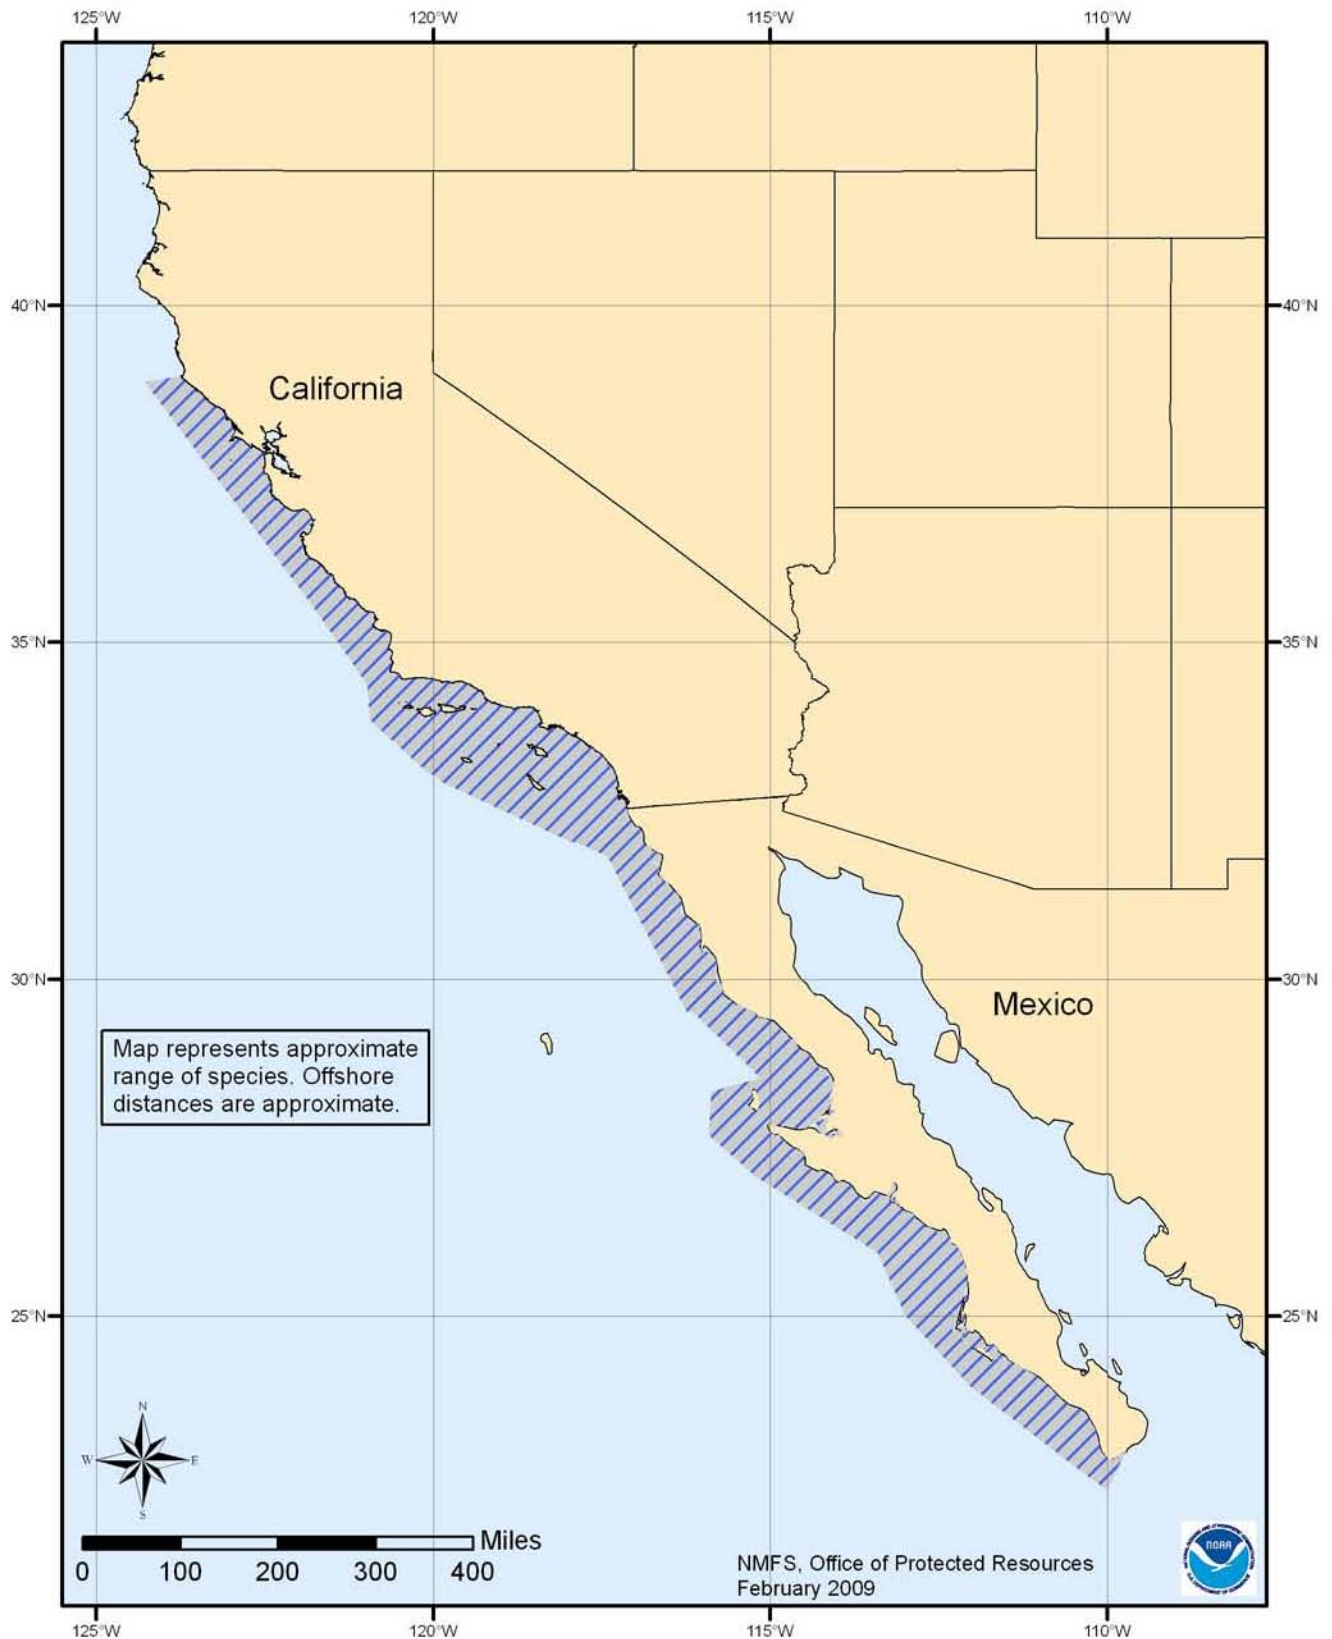 125°W 120°W 115°W 110°W
40°N 40°N
California
35°N 35°N
30°N 30°N
Mexico
Map represents approximate
range of species. Offshore
distances are approximate.
25°N 25°N
N
W E
S
Miles
0 100 200 300 400
NMFS, Office of Protected Resources
February 2009
NOAA
125°W 120°W 115°W 110°W